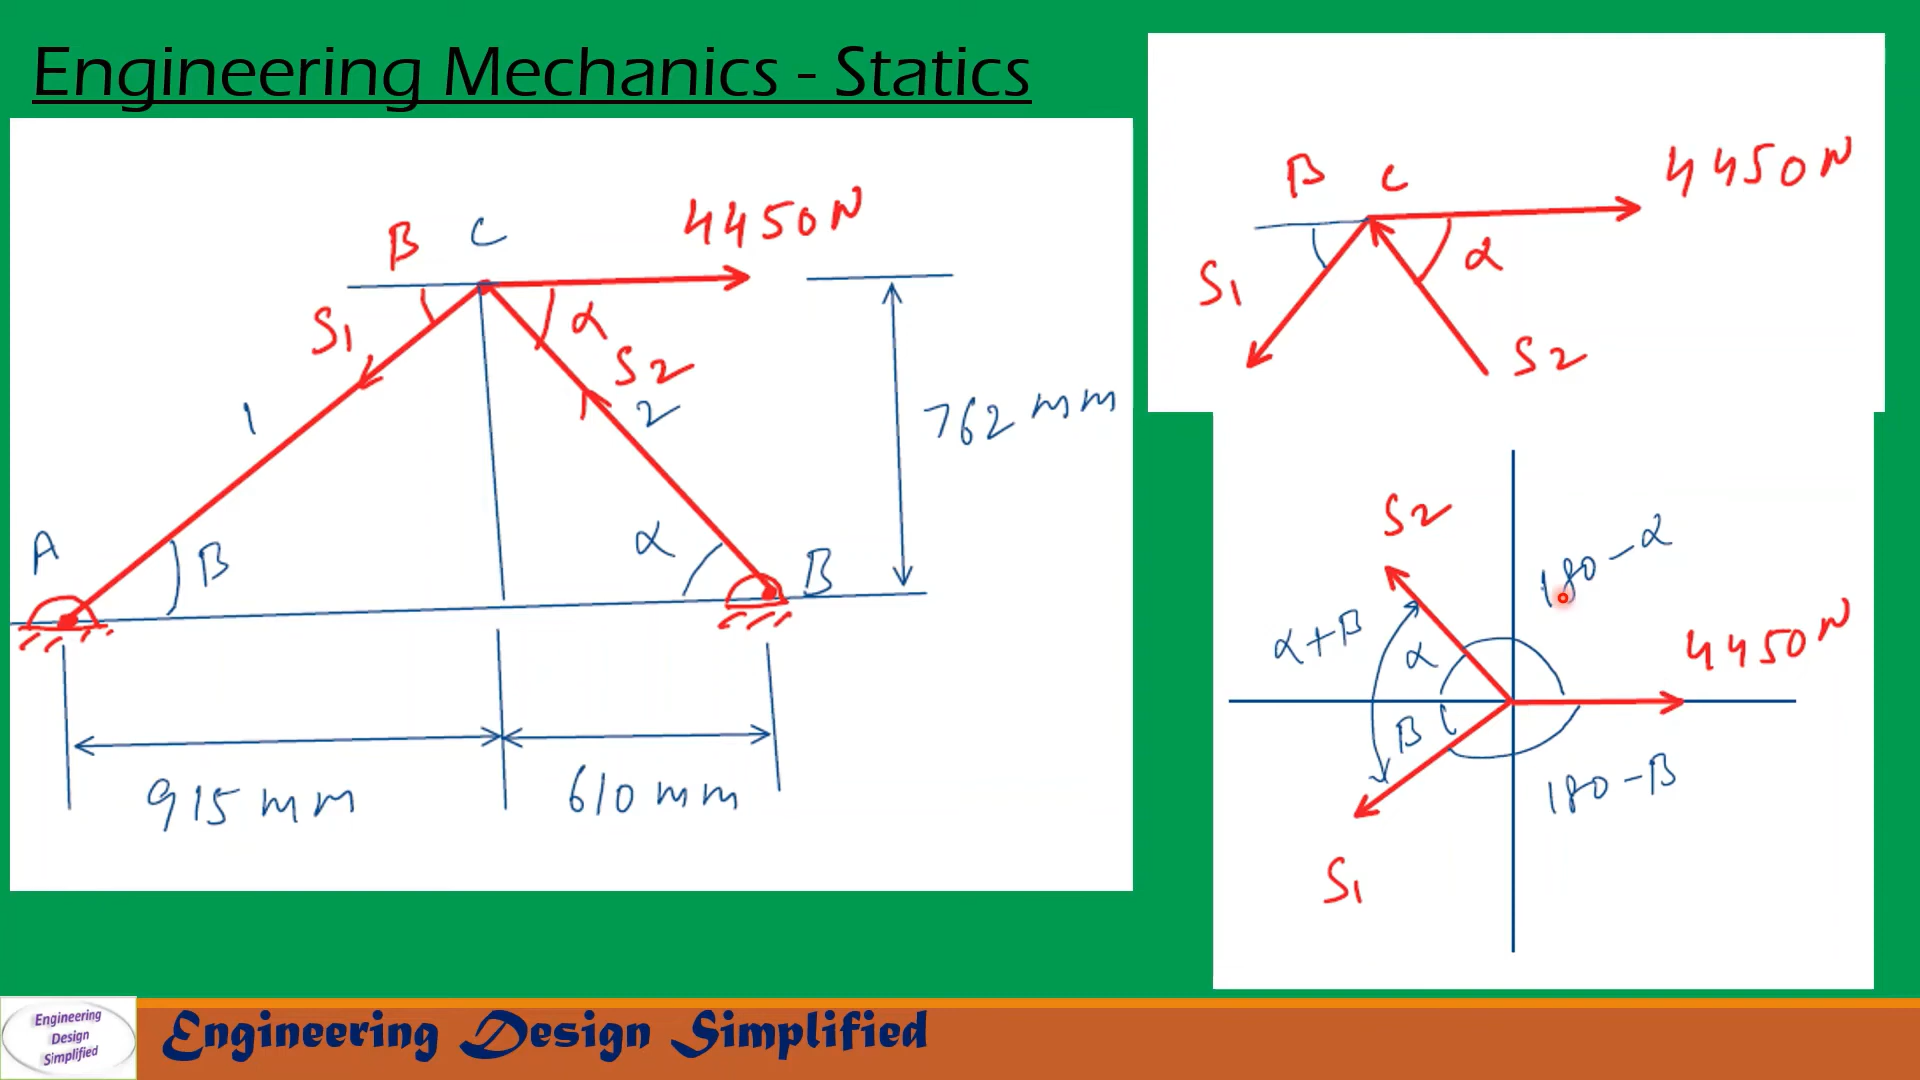 Engineering Mechanics - Statics
4450N
β C
S1
α
S2
1
2
762 mm
A
β
α
B
915 mm
610 mm
4450N
β C
S1
α
S2
S2
180-α
4450N
α+β
α
β
180-β
S1
Engineering
Design
Simplified
Engineering Design Simplified